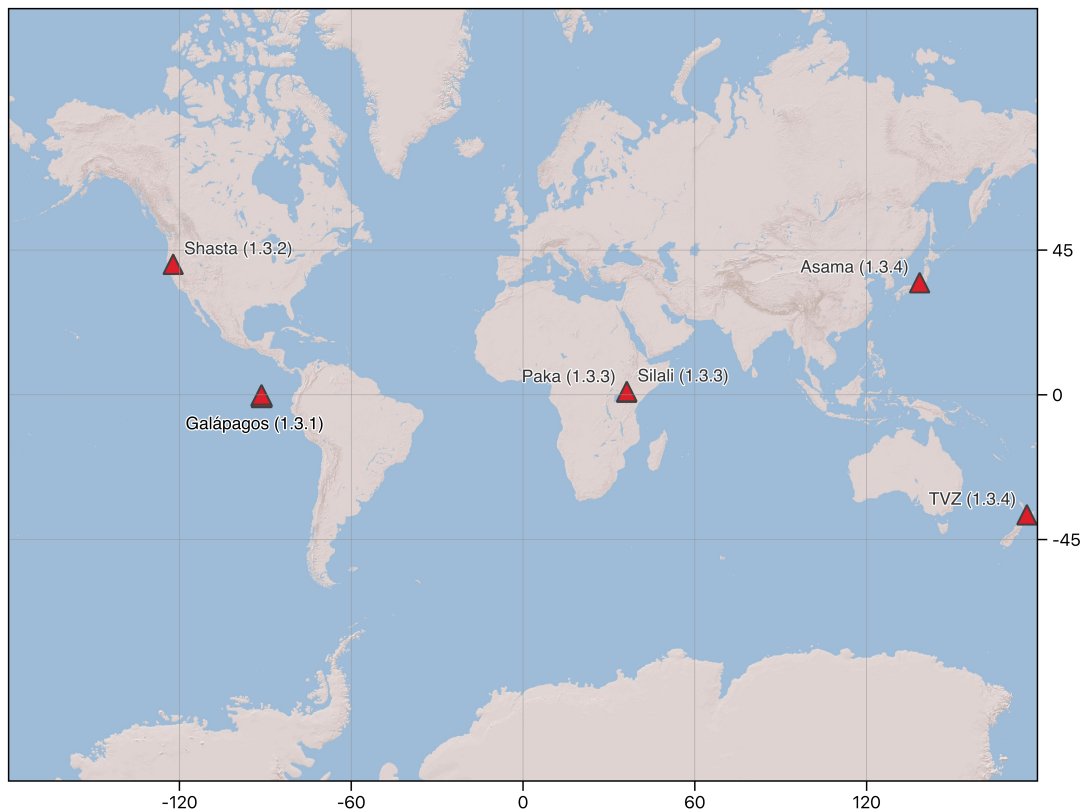 Shasta (1.3.2)
45
Asama (1.3.4)
Paka (1.3.3) Silali (1.3.3)
0
Galápagos (1.3.1)
TVZ (1.3.4)
-45
-120 -60 0 60 120